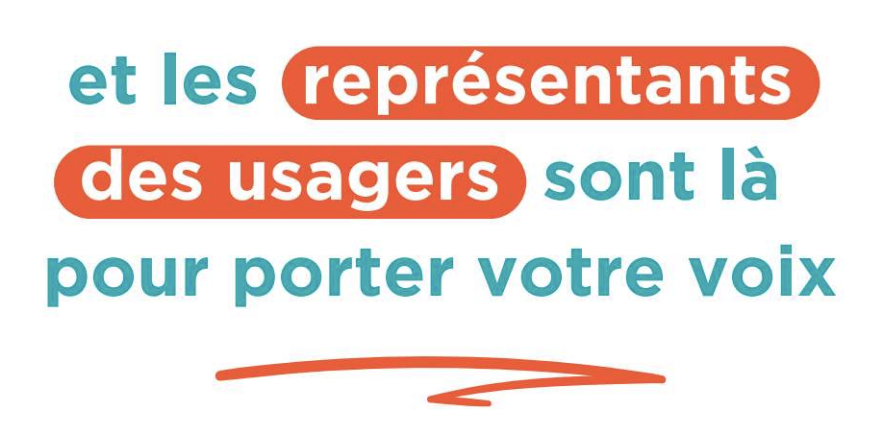 et les représentants
des usagers sont là
pour porter votre voix